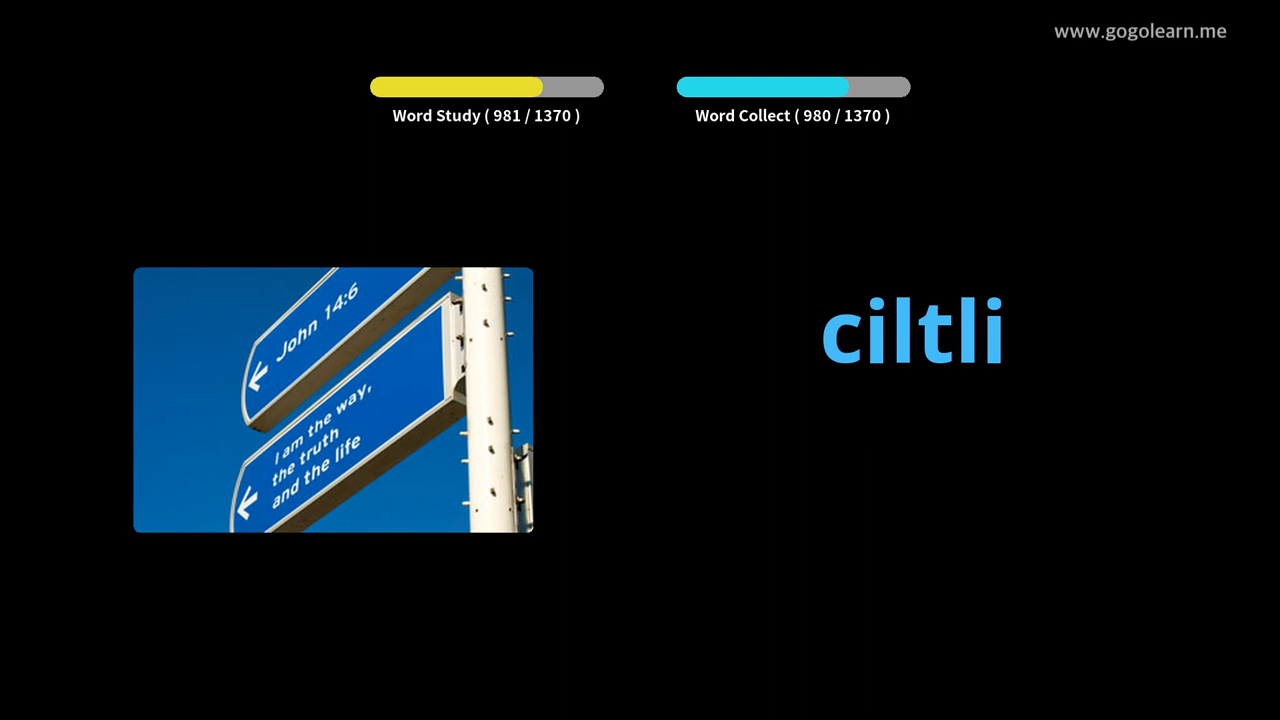 www.gogolearn.me
Word Study ( 981 / 1370 )
Word Collect ( 980 / 1370 )
John 14:6
I am the way,
the truth
and the life
ciltli